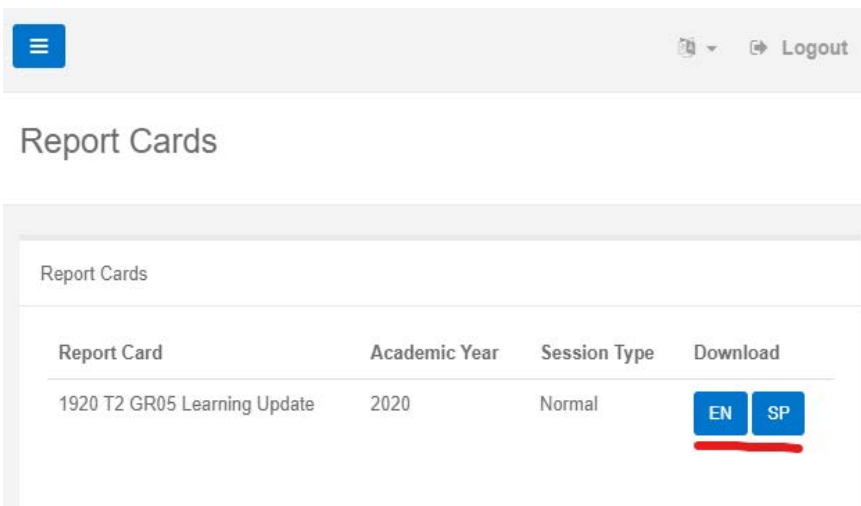 Logout
Report Cards
Report Cards
Report Card Academic Year Session Type Download
1920 T2 GR05 Learning Update 2020 Normal EN SP